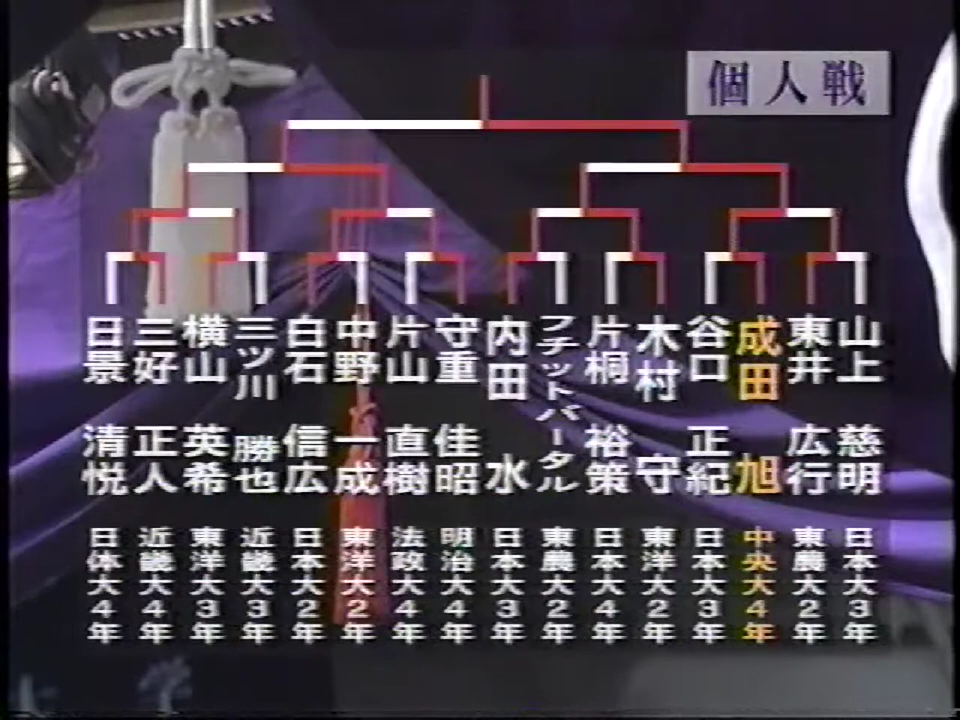 個人戦
日景 清悦 日体大4年
三好 正人 近畿大4年
横山 英希 東洋大3年
三ツ川 勝也 近畿大3年
白石 信広 日本大2年
中野 一成 東洋大2年
片山 直樹 法政大4年
守重 佳昭 明治大4年
内田 水 日本大3年
フチットバータル 東農大2年
片桐 裕策 日本大4年
木村 守 東洋大2年
谷口 正紀 日本大3年
成田 旭 中央大4年
東井 広行 東農大2年
山上 慈明 日本大3年